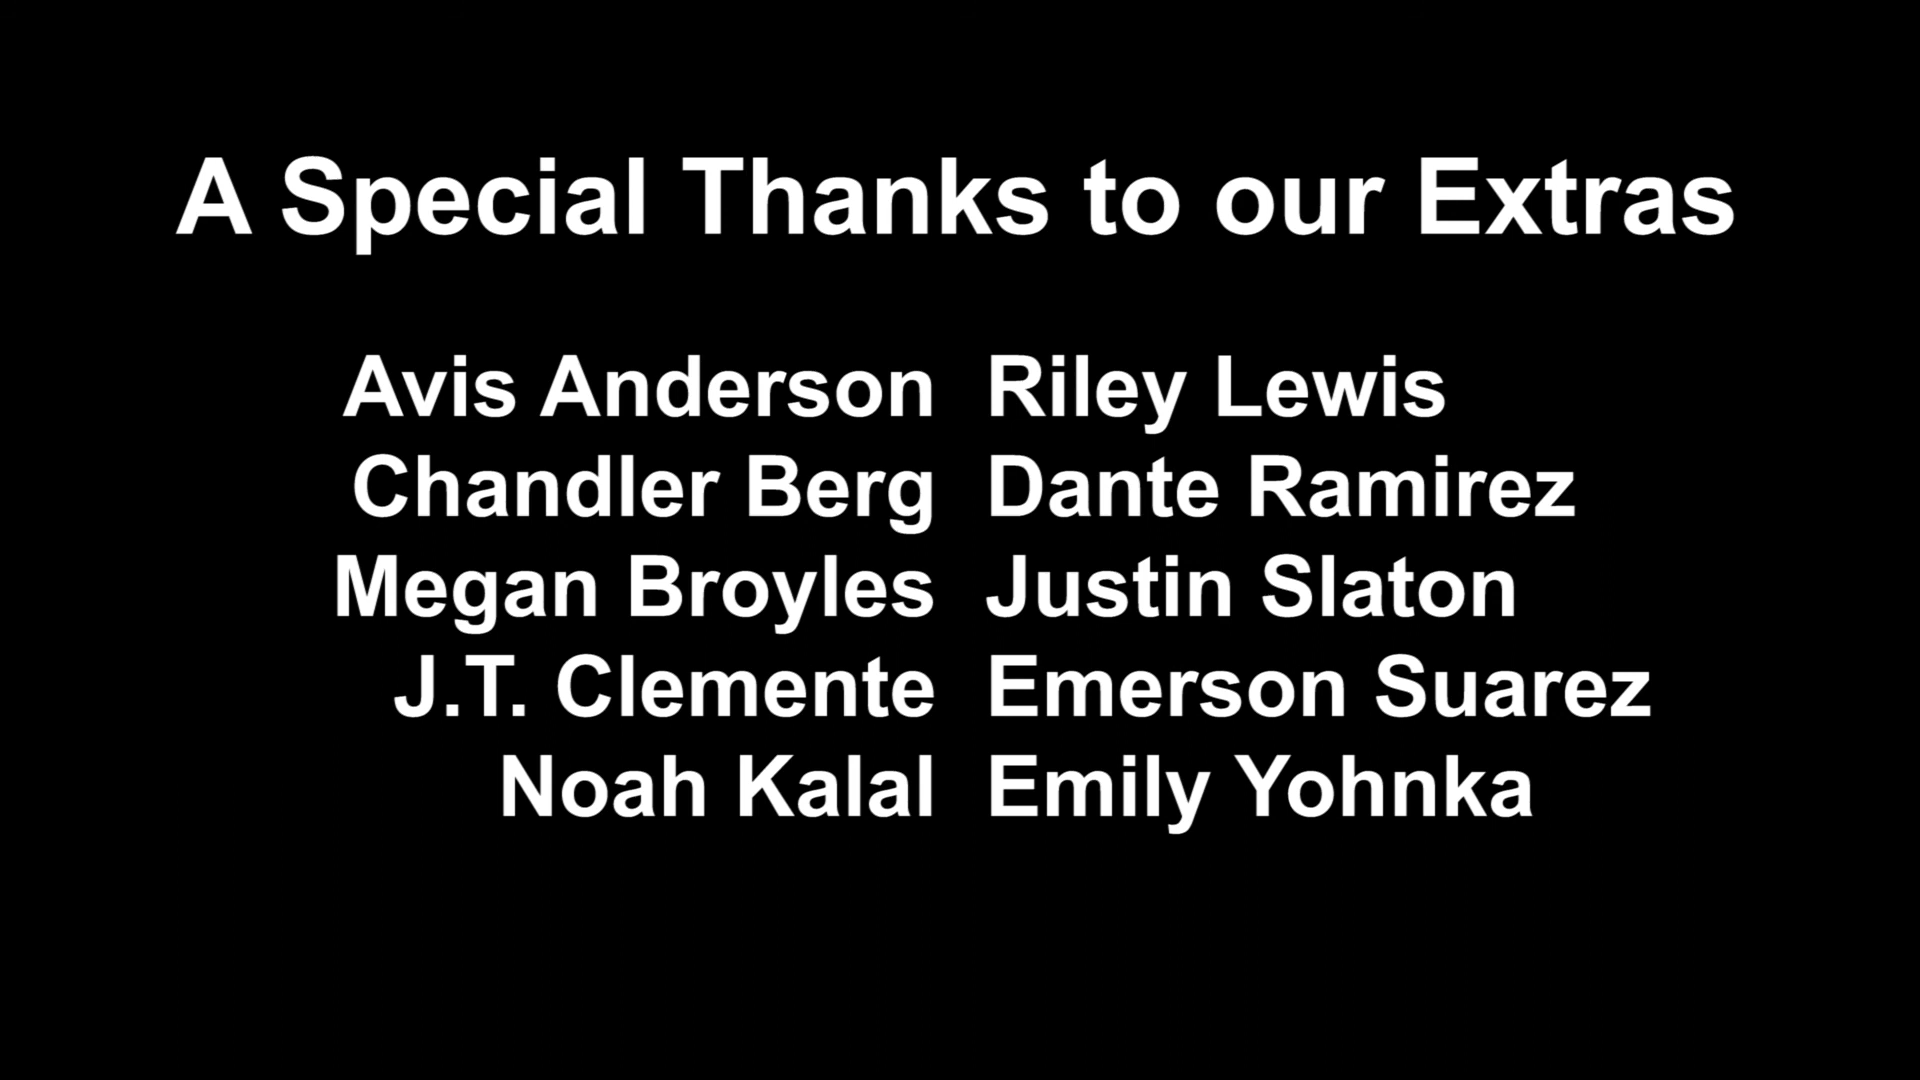 A Special Thanks to our Extras
Avis Anderson Riley Lewis
Chandler Berg Dante Ramirez
Megan Broyles Justin Slaton
J.T. Clemente Emerson Suarez
Noah Kalal Emily Yohnka